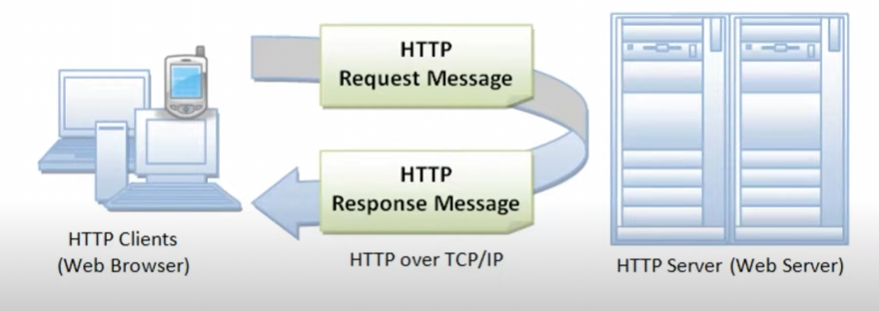 HTTP
Request Message
HTTP
Response Message
HTTP Clients
(Web Browser)
HTTP over TCP/IP
HTTP Server (Web Server)